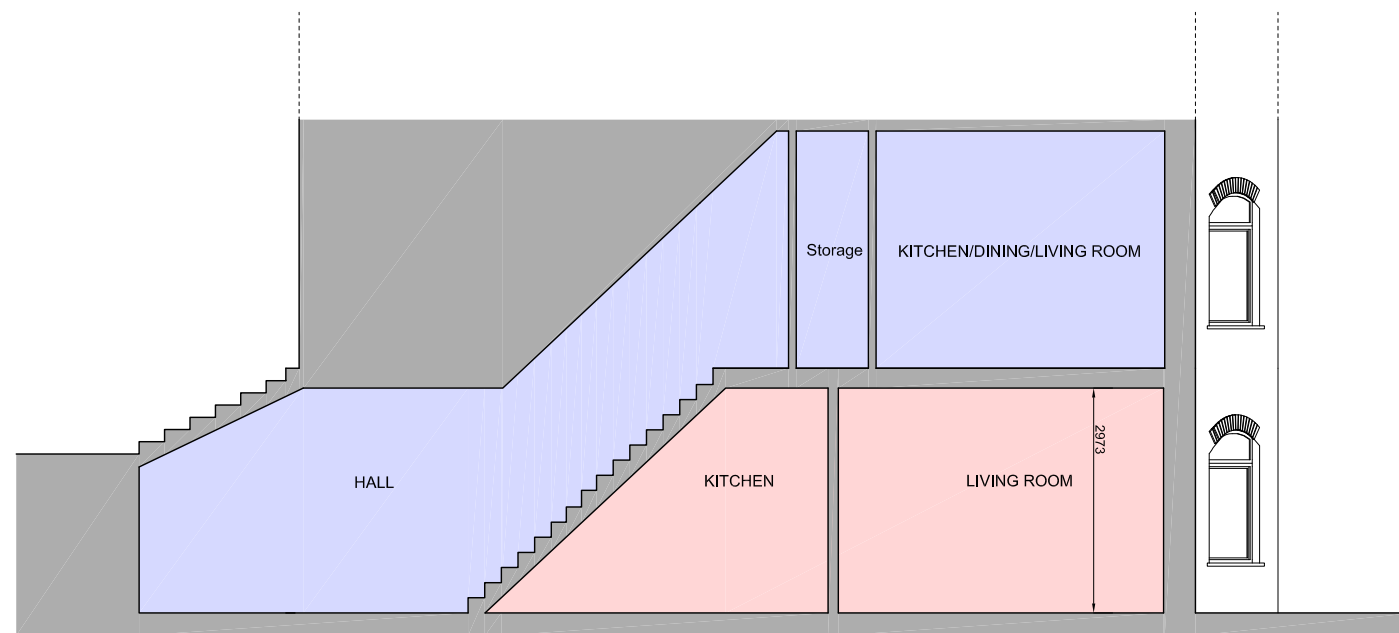 Storage
KITCHEN/DINING/LIVING ROOM
HALL
KITCHEN
LIVING ROOM
2973